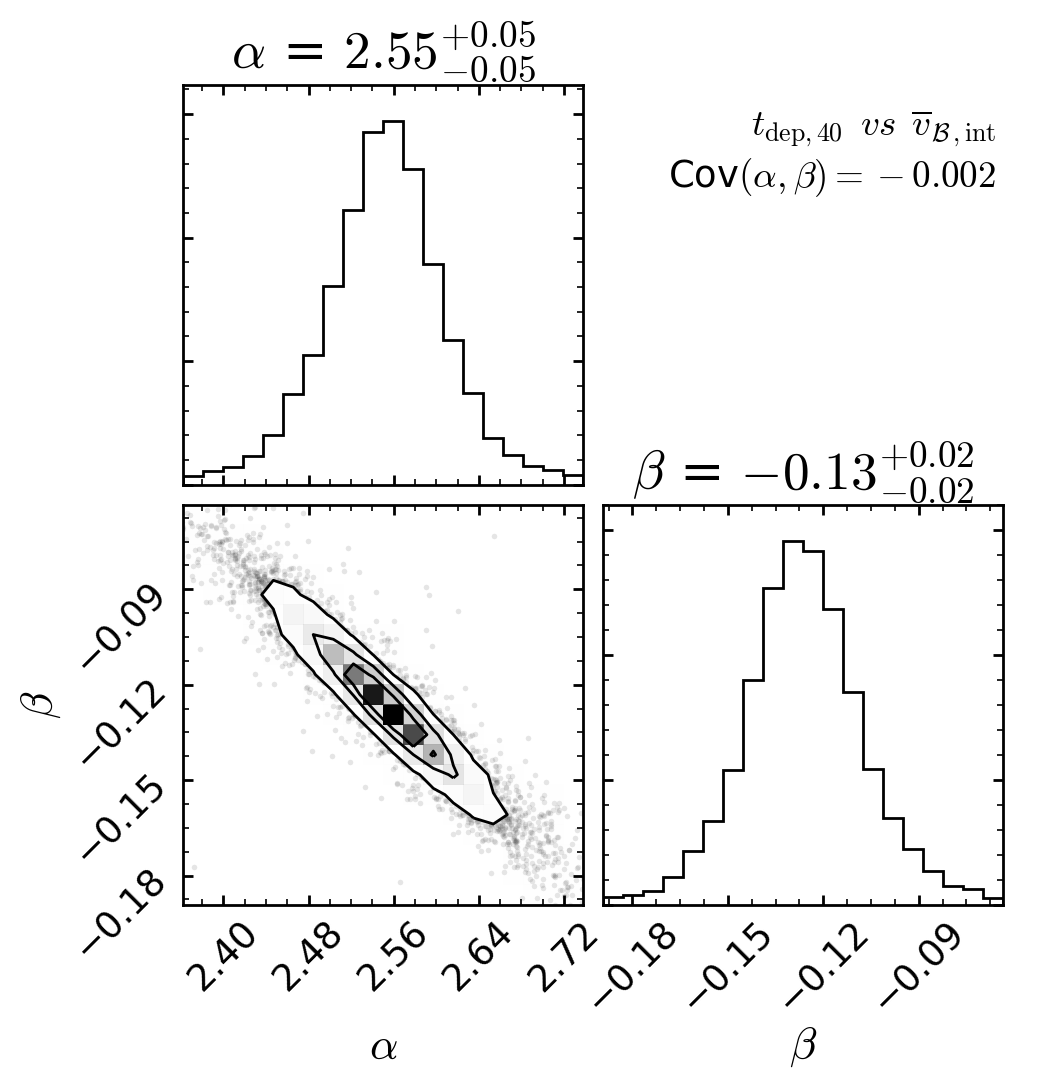 α = 2.55 +0.05 −0.05
t dep, 40 vs v̅ ℬ, int
Cov(α, β) = − 0.002
β = −0.13 +0.02 −0.02
−0.09
−0.12
−0.15
−0.18
β
2.40 2.48 2.56 2.64 2.72
−0.18 −0.15 −0.12 −0.09
α
β